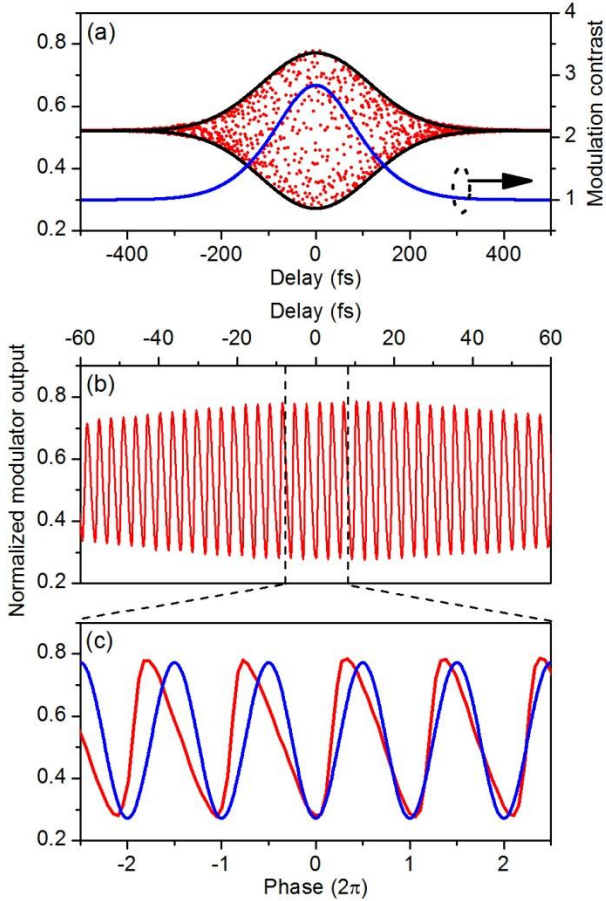 (a)
0.8
0.6
0.4
0.2
4
3
2
1
Modulation contrast
-400 -200 0 200 400
Delay (fs)
Delay (fs)
-60 -40 -20 0 20 40 60
(b)
0.8
0.6
0.4
0.2
Normalized modulator output
(c)
0.8
0.6
0.4
0.2
-2 -1 0 1 2
Phase (2π)